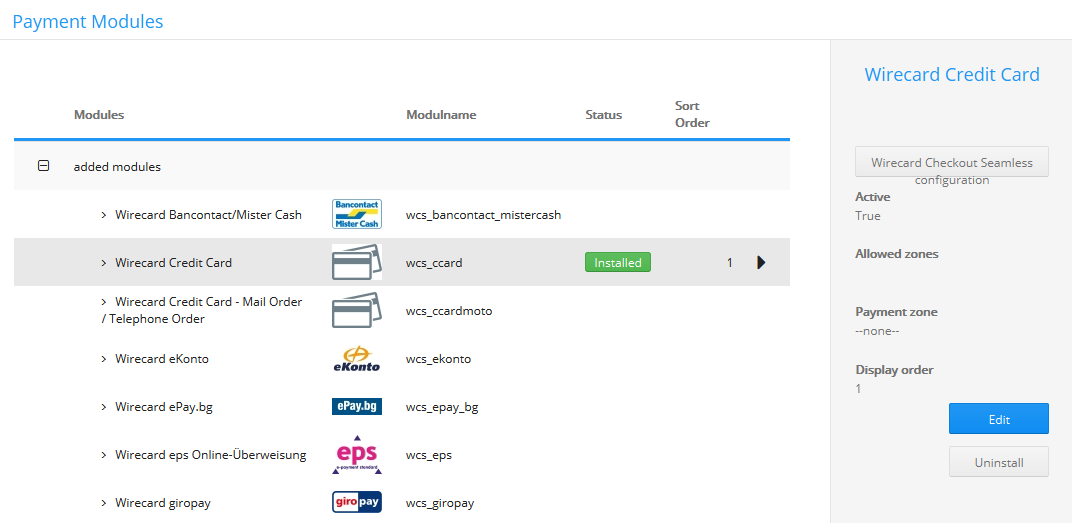 Payment Modules
Modules Modulname Status Sort
Order
added modules
Wirecard Bancontact/Mister Cash Bancontact
Mister Cash wcs_bancontact_mistercash
Wirecard Credit Card wcs_ccard Installed 1
Wirecard Credit Card - Mail Order
/ Telephone Order wcs_ccardmoto
Wirecard eKonto eKonto wcs_ekonto
Wirecard ePay.bg ePay.bg wcs_epay_bg
Wirecard eps Online-Überweisung eps
e-payment standard wcs_eps
Wirecard giropay giropay wcs_giropay
Wirecard Credit Card
Wirecard Checkout Seamless
configuration
Active
True
Allowed zones
Payment zone
--none--
Display order
1
Edit
Uninstall